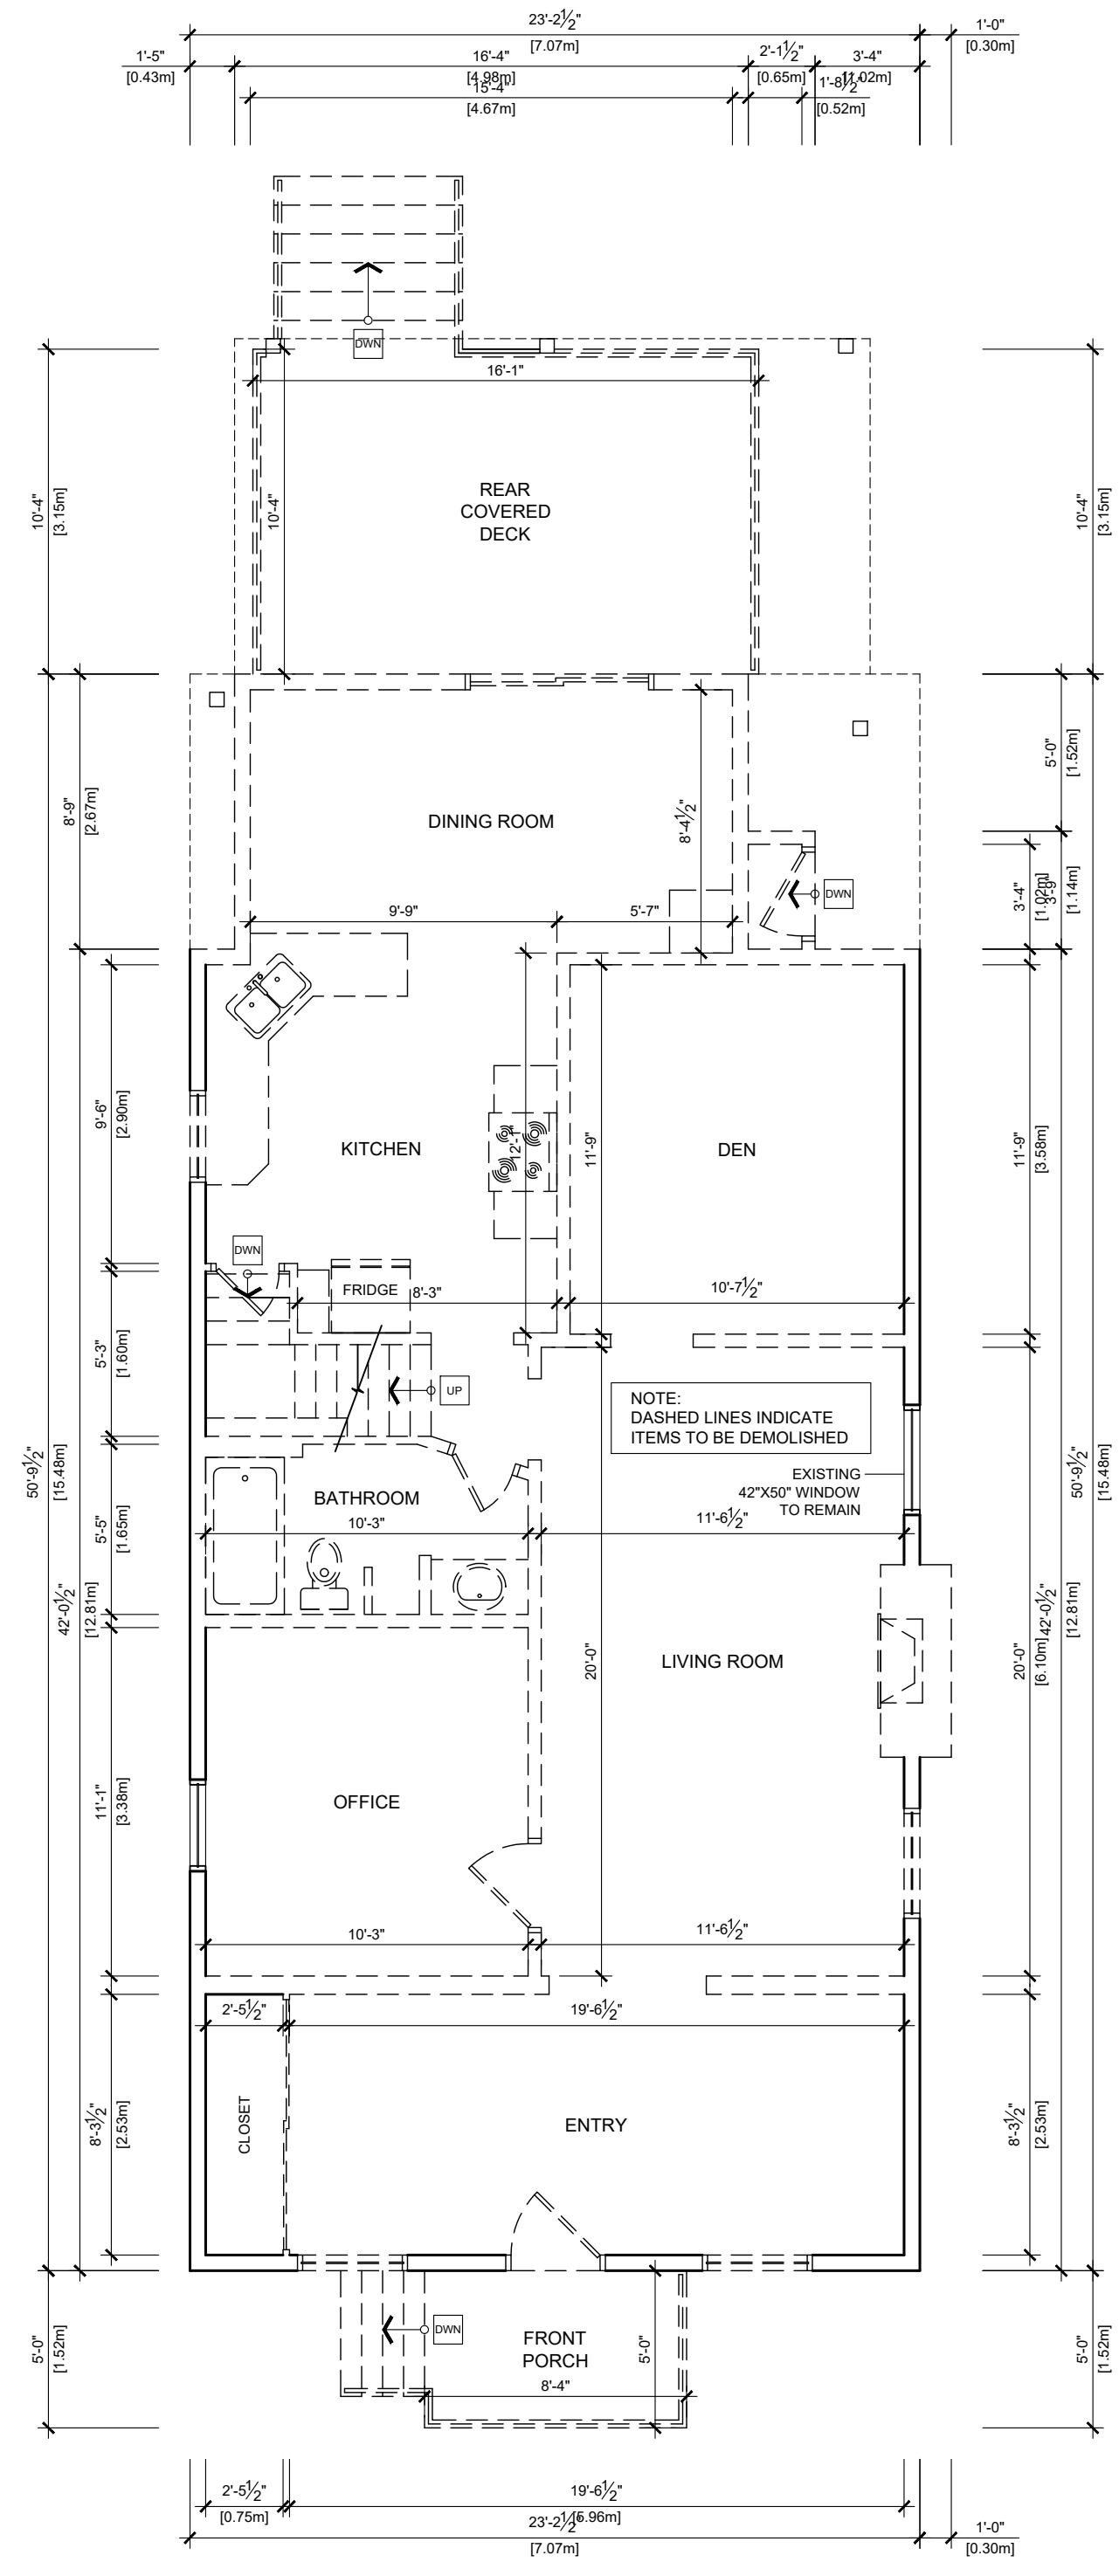 23'-2½"
[7.07m]
1'-0"
[0.30m]
1'-5"
[0.43m]
16'-4"
[4.98m]
2'-1½"
[0.65m]
3'-4"
[1.02m]
15'-4"
[4.67m]
1'-8½"
[0.52m]
DWN
16'-1"
10'-4"
[3.15m]
10'-4"
REAR
COVERED
DECK
10'-4"
[3.15m]
8'-9"
[2.67m]
DINING ROOM
8'-4½"
5'-0"
[1.52m]
DWN
3'-4"
[1.02m]
3'-9"
[1.14m]
9'-9"
5'-7"
9'-6"
[2.90m]
KITCHEN
12'-1"
11'-9"
DEN
11'-9"
[3.58m]
DWN
FRIDGE
8'-3"
10'-7½"
5'-3"
[1.60m]
UP
NOTE:
DASHED LINES INDICATE
ITEMS TO BE DEMOLISHED
50'-9½"
[15.48m]
EXISTING
42"X50" WINDOW
TO REMAIN
50'-9½"
[15.48m]
BATHROOM
10'-3"
11'-6½"
5'-5"
[1.65m]
42'-0½"
[12.81m]
20'-0"
LIVING ROOM
20'-0"
[6.10m]
42'-0½"
[12.81m]
11'-1"
[3.38m]
OFFICE
10'-3"
11'-6½"
2'-5½"
19'-6½"
8'-3½"
[2.53m]
CLOSET
ENTRY
8'-3½"
[2.53m]
5'-0"
[1.52m]
DWN
FRONT
PORCH
5'-0"
8'-4"
5'-0"
[1.52m]
2'-5½"
[0.75m]
19'-6½"
[5.96m]
23'-2½"
[7.07m]
1'-0"
[0.30m]